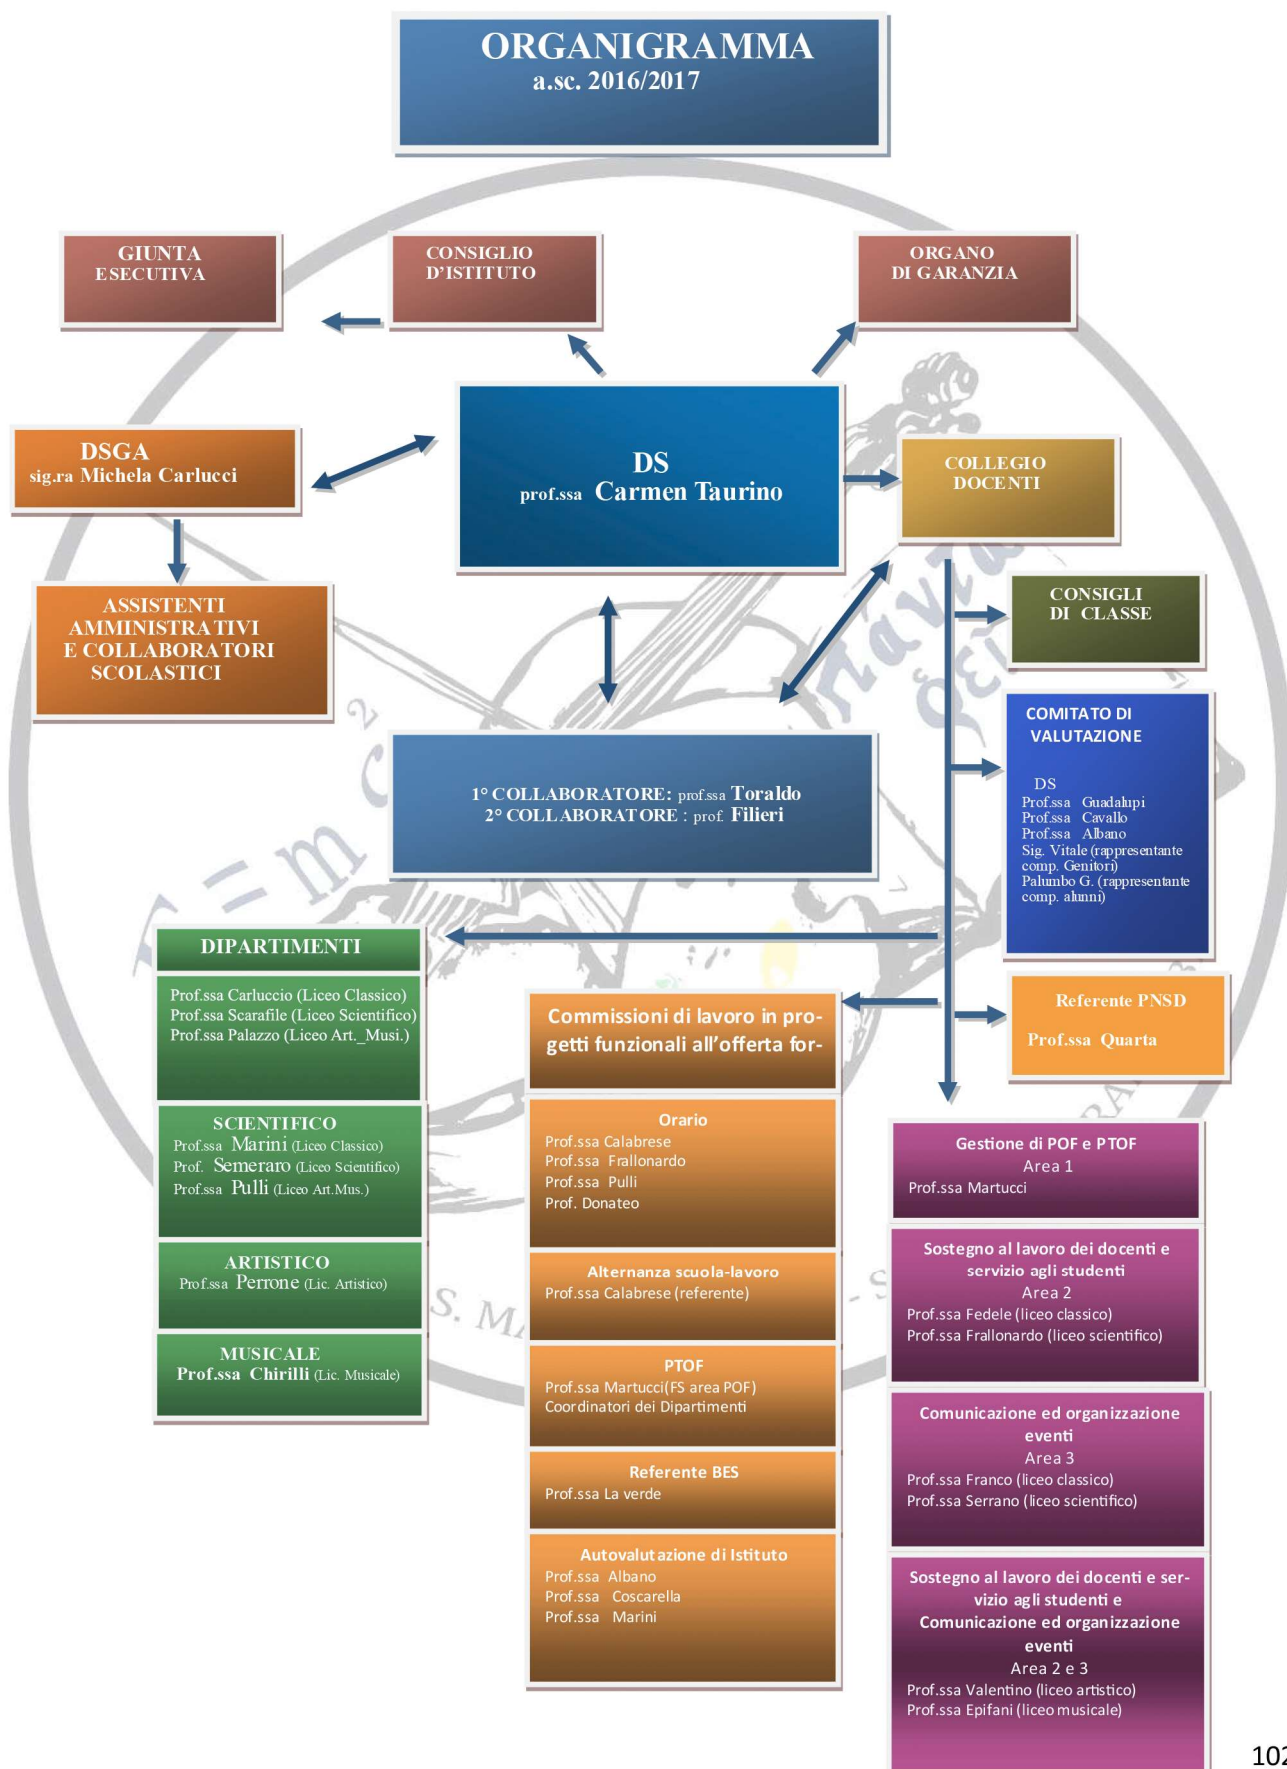 ORGANIGRAMMA
a.sc. 2016/2017
GIUNTA
ESECUTIVA
CONSIGLIO
D'ISTITUTO
ORGANO
DI GARANZIA
DSGA
sig.ra Michela Carlucci
DS
prof.ssa Carmen Taurino
COLLEGIO
DOCENTI
ASSISTENTI
AMMINISTRATIVI
E COLLABORATORI
SCOLASTICI
CONSIGLI
DI CLASSE
1° COLLABORATORE: prof.ssa Toraldo
2° COLLABORATORE : prof. Filieri
COMITATO DI
VALUTAZIONE
DS
Prof.ssa Guadalupi
Prof.ssa Cavallo
Prof.ssa Albano
Sig. Vitale (rappresentante
comp. Genitori)
Palumbo G. (rappresentante
comp. alunni)
DIPARTIMENTI
Prof.ssa Carluccio (Liceo Classico)
Prof.ssa Scarafile (Liceo Scientifico)
Prof.ssa Palazzo (Liceo Art._Musi.)
SCIENTIFICO
Prof.ssa Marini (Liceo Classico)
Prof. Semeraro (Liceo Scientifico)
Prof.ssa Pulli (Liceo Art.Mus.)
ARTISTICO
Prof.ssa Perrone (Lic. Artistico)
MUSICALE
Prof.ssa Chirilli (Lic. Musicale)
Commissioni di lavoro in pro-
getti funzionali all'offerta for-
Orario
Prof.ssa Calabrese
Prof.ssa Frallonardo
Prof.ssa Pulli
Prof. Donateo
Alternanza scuola-lavoro
Prof.ssa Calabrese (referente)
PTOF
Prof.ssa Martucci(FS area POF)
Coordinatori dei Dipartimenti
Referente BES
Prof.ssa La verde
Autovalutazione di Istituto
Prof.ssa Albano
Prof.ssa Coscarella
Prof.ssa Marini
Referente PNSD
Prof.ssa Quarta
Gestione di POF e PTOF
Area 1
Prof.ssa Martucci
Sostegno al lavoro dei docenti e
servizio agli studenti
Area 2
Prof.ssa Fedele (liceo classico)
Prof.ssa Frallonardo (liceo scientifico)
Comunicazione ed organizzazione
eventi
Area 3
Prof.ssa Franco (liceo classico)
Prof.ssa Serrano (liceo scientifico)
Sostegno al lavoro dei docenti e ser-
vizio agli studenti e
Comunicazione ed organizzazione
eventi
Area 2 e 3
Prof.ssa Valentino (liceo artistico)
Prof.ssa Epifani (liceo musicale)
102